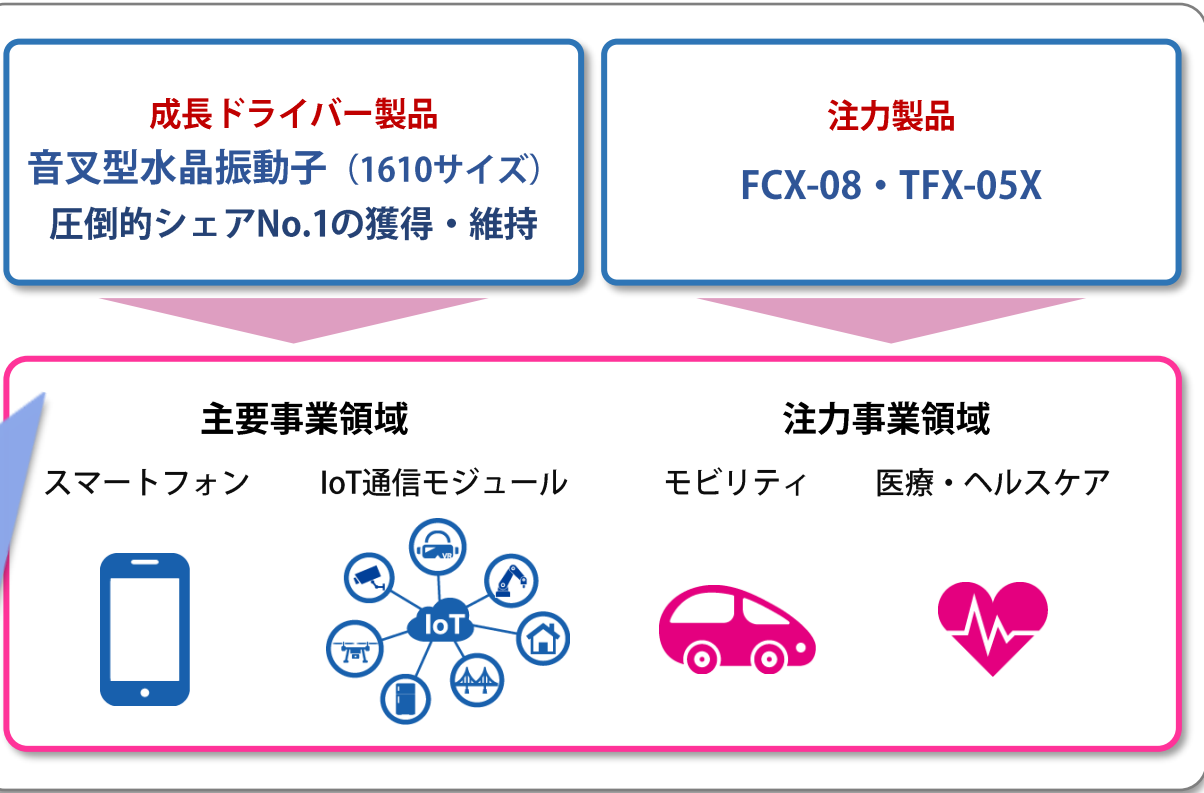 成長ドライバー製品
音叉型水晶振動子（1610サイズ）
圧倒的シェアNo.1の獲得・維持
注力製品
FCX-08・TFX-05X
主要事業領域
スマートフォン
IoT通信モジュール
VR
IoT
注力事業領域
モビリティ
医療・ヘルスケア